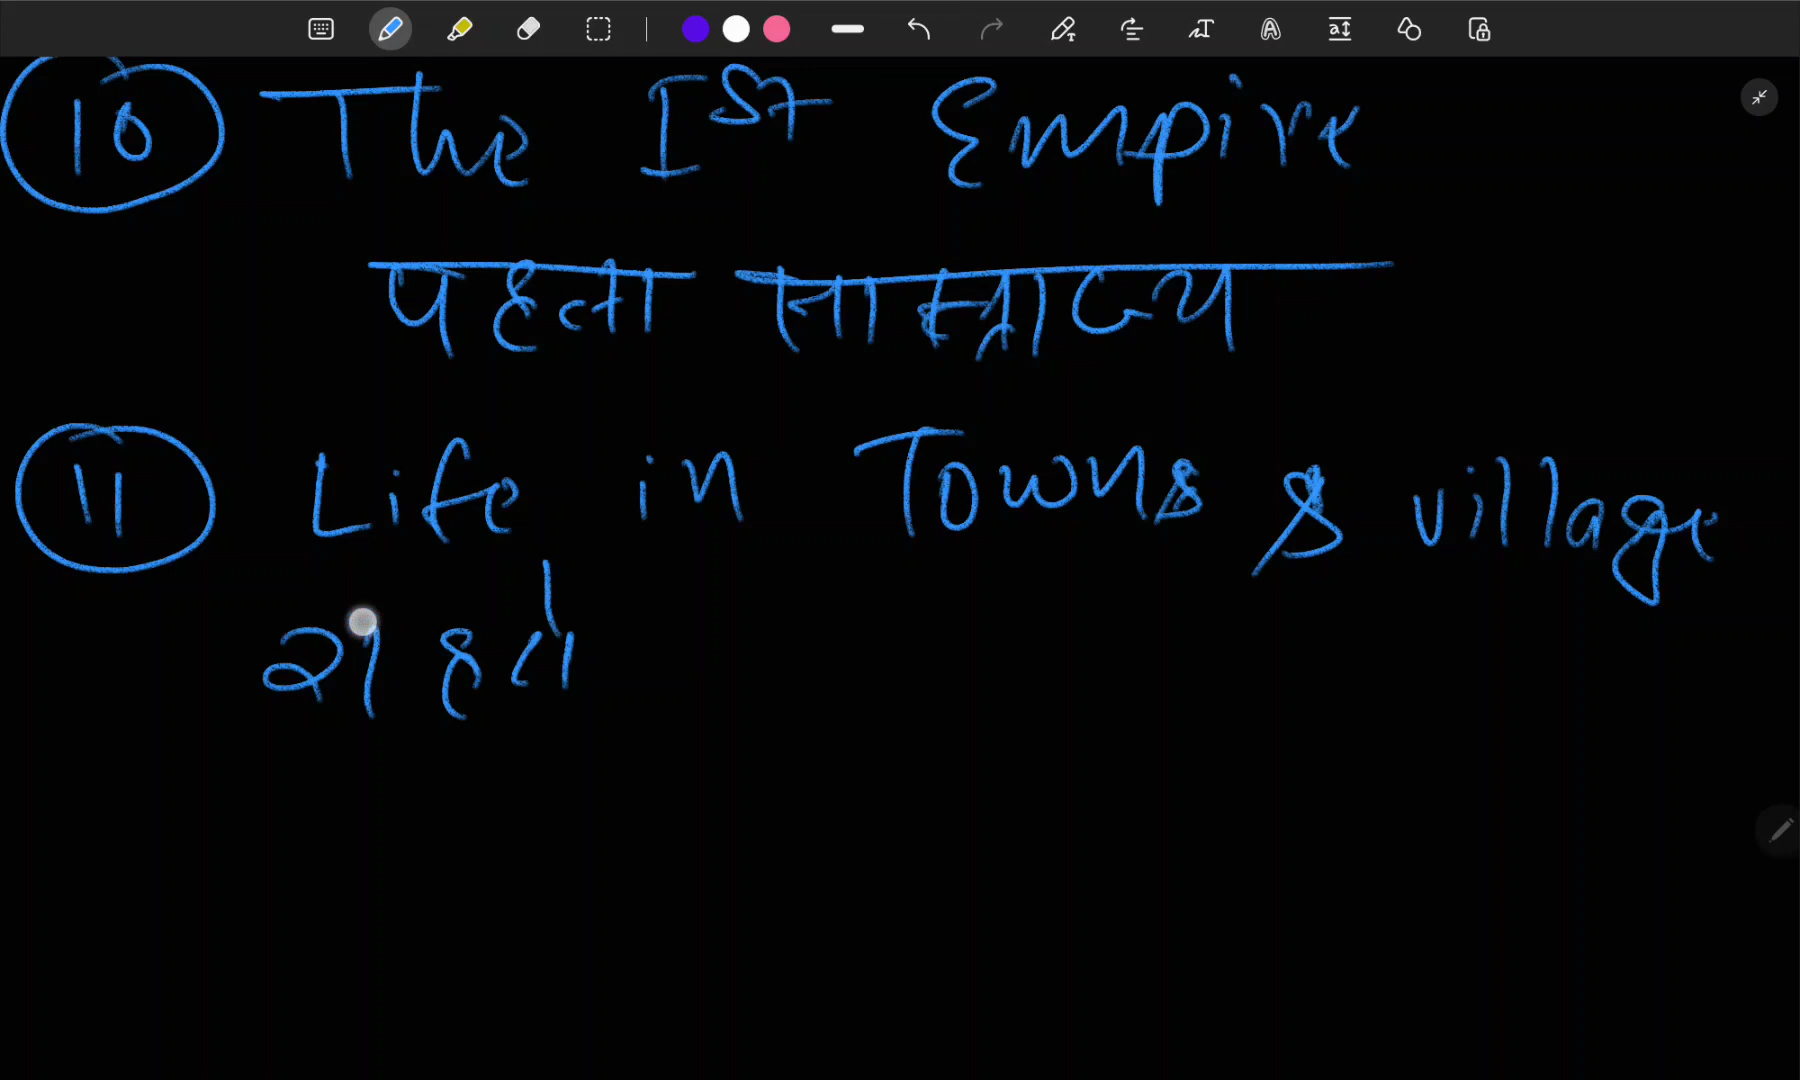 10 The Ist Empire
पहला साम्राज्य
11 Life in Towns & village
शहरो